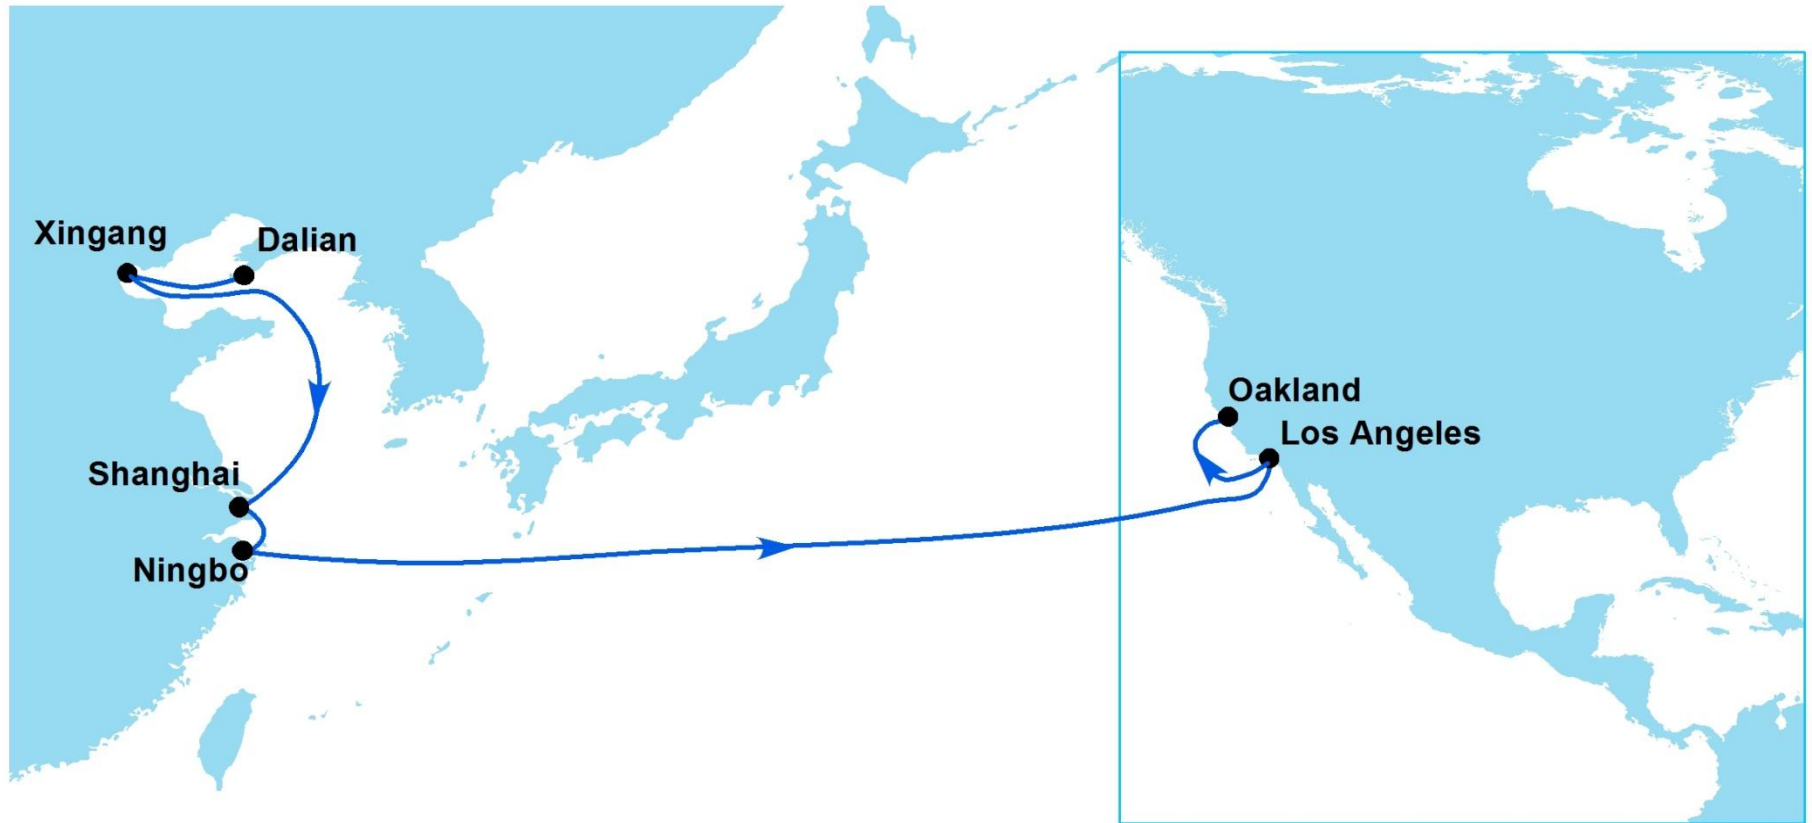 Xingang
Dalian
Oakland
Los Angeles
Shanghai
Ningbo